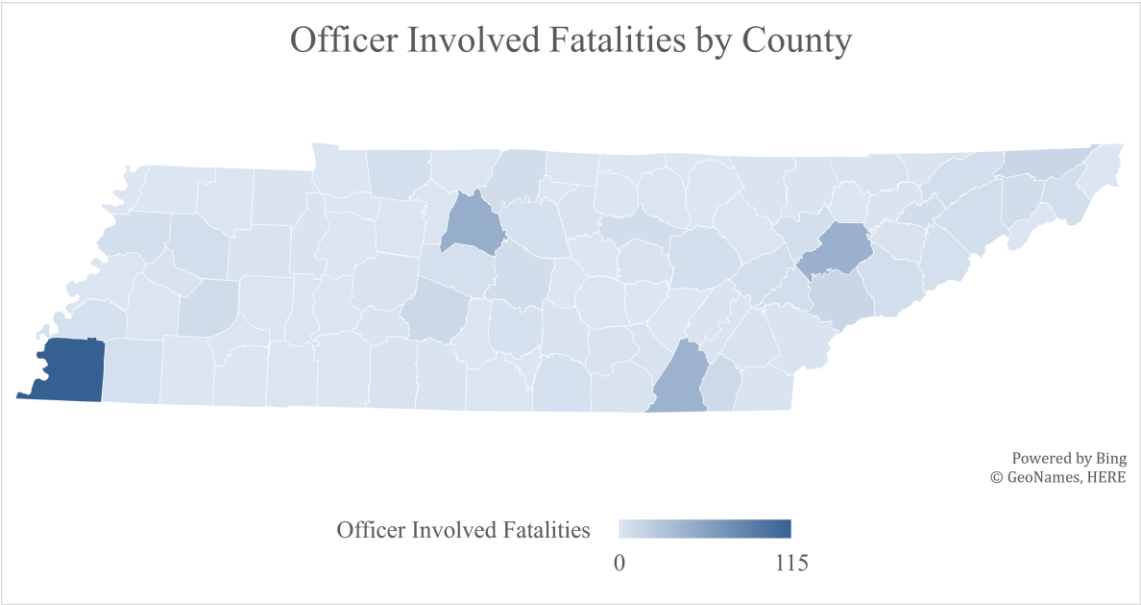 Officer Involved Fatalities by County
Powered by Bing
© GeoNames, HERE
Officer Involved Fatalities
0 115